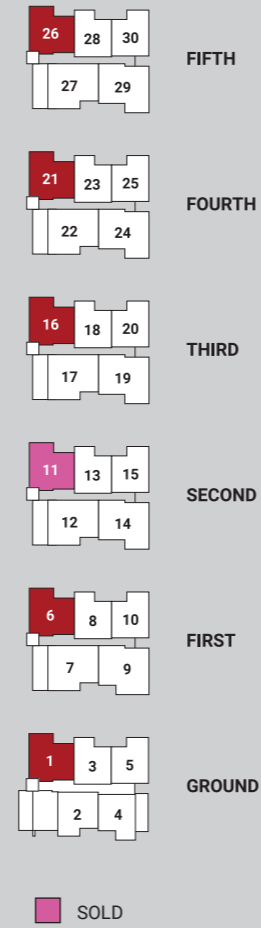 26 28 30
FIFTH
27 29
21 23 25
FOURTH
22 24
16 18 20
THIRD
17 19
11 13 15
SECOND
12 14
6 8 10
FIRST
7 9
1 3 5
GROUND
2 4
SOLD